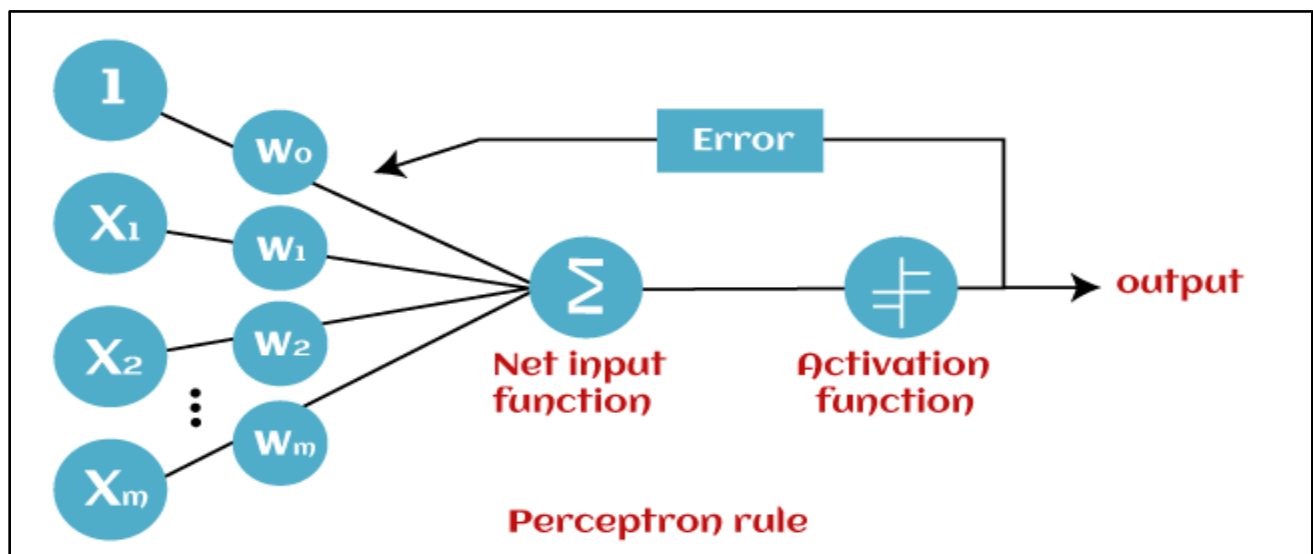 1
W₀
Error
X₁
W₁
Σ
output
X₂
W₂
Net input
function
Activation
function
Xₘ
Wₘ
Perceptron rule